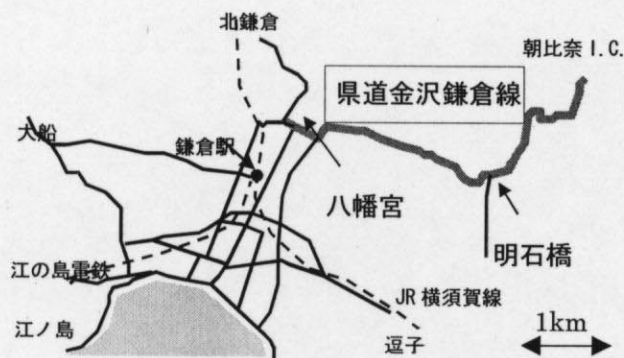 北鎌倉
朝比奈 I.C.
県道金沢鎌倉線
大船
鎌倉駅
八幡宮
明石橋
江の島電鉄
JR 横須賀線
江ノ島
逗子
1km